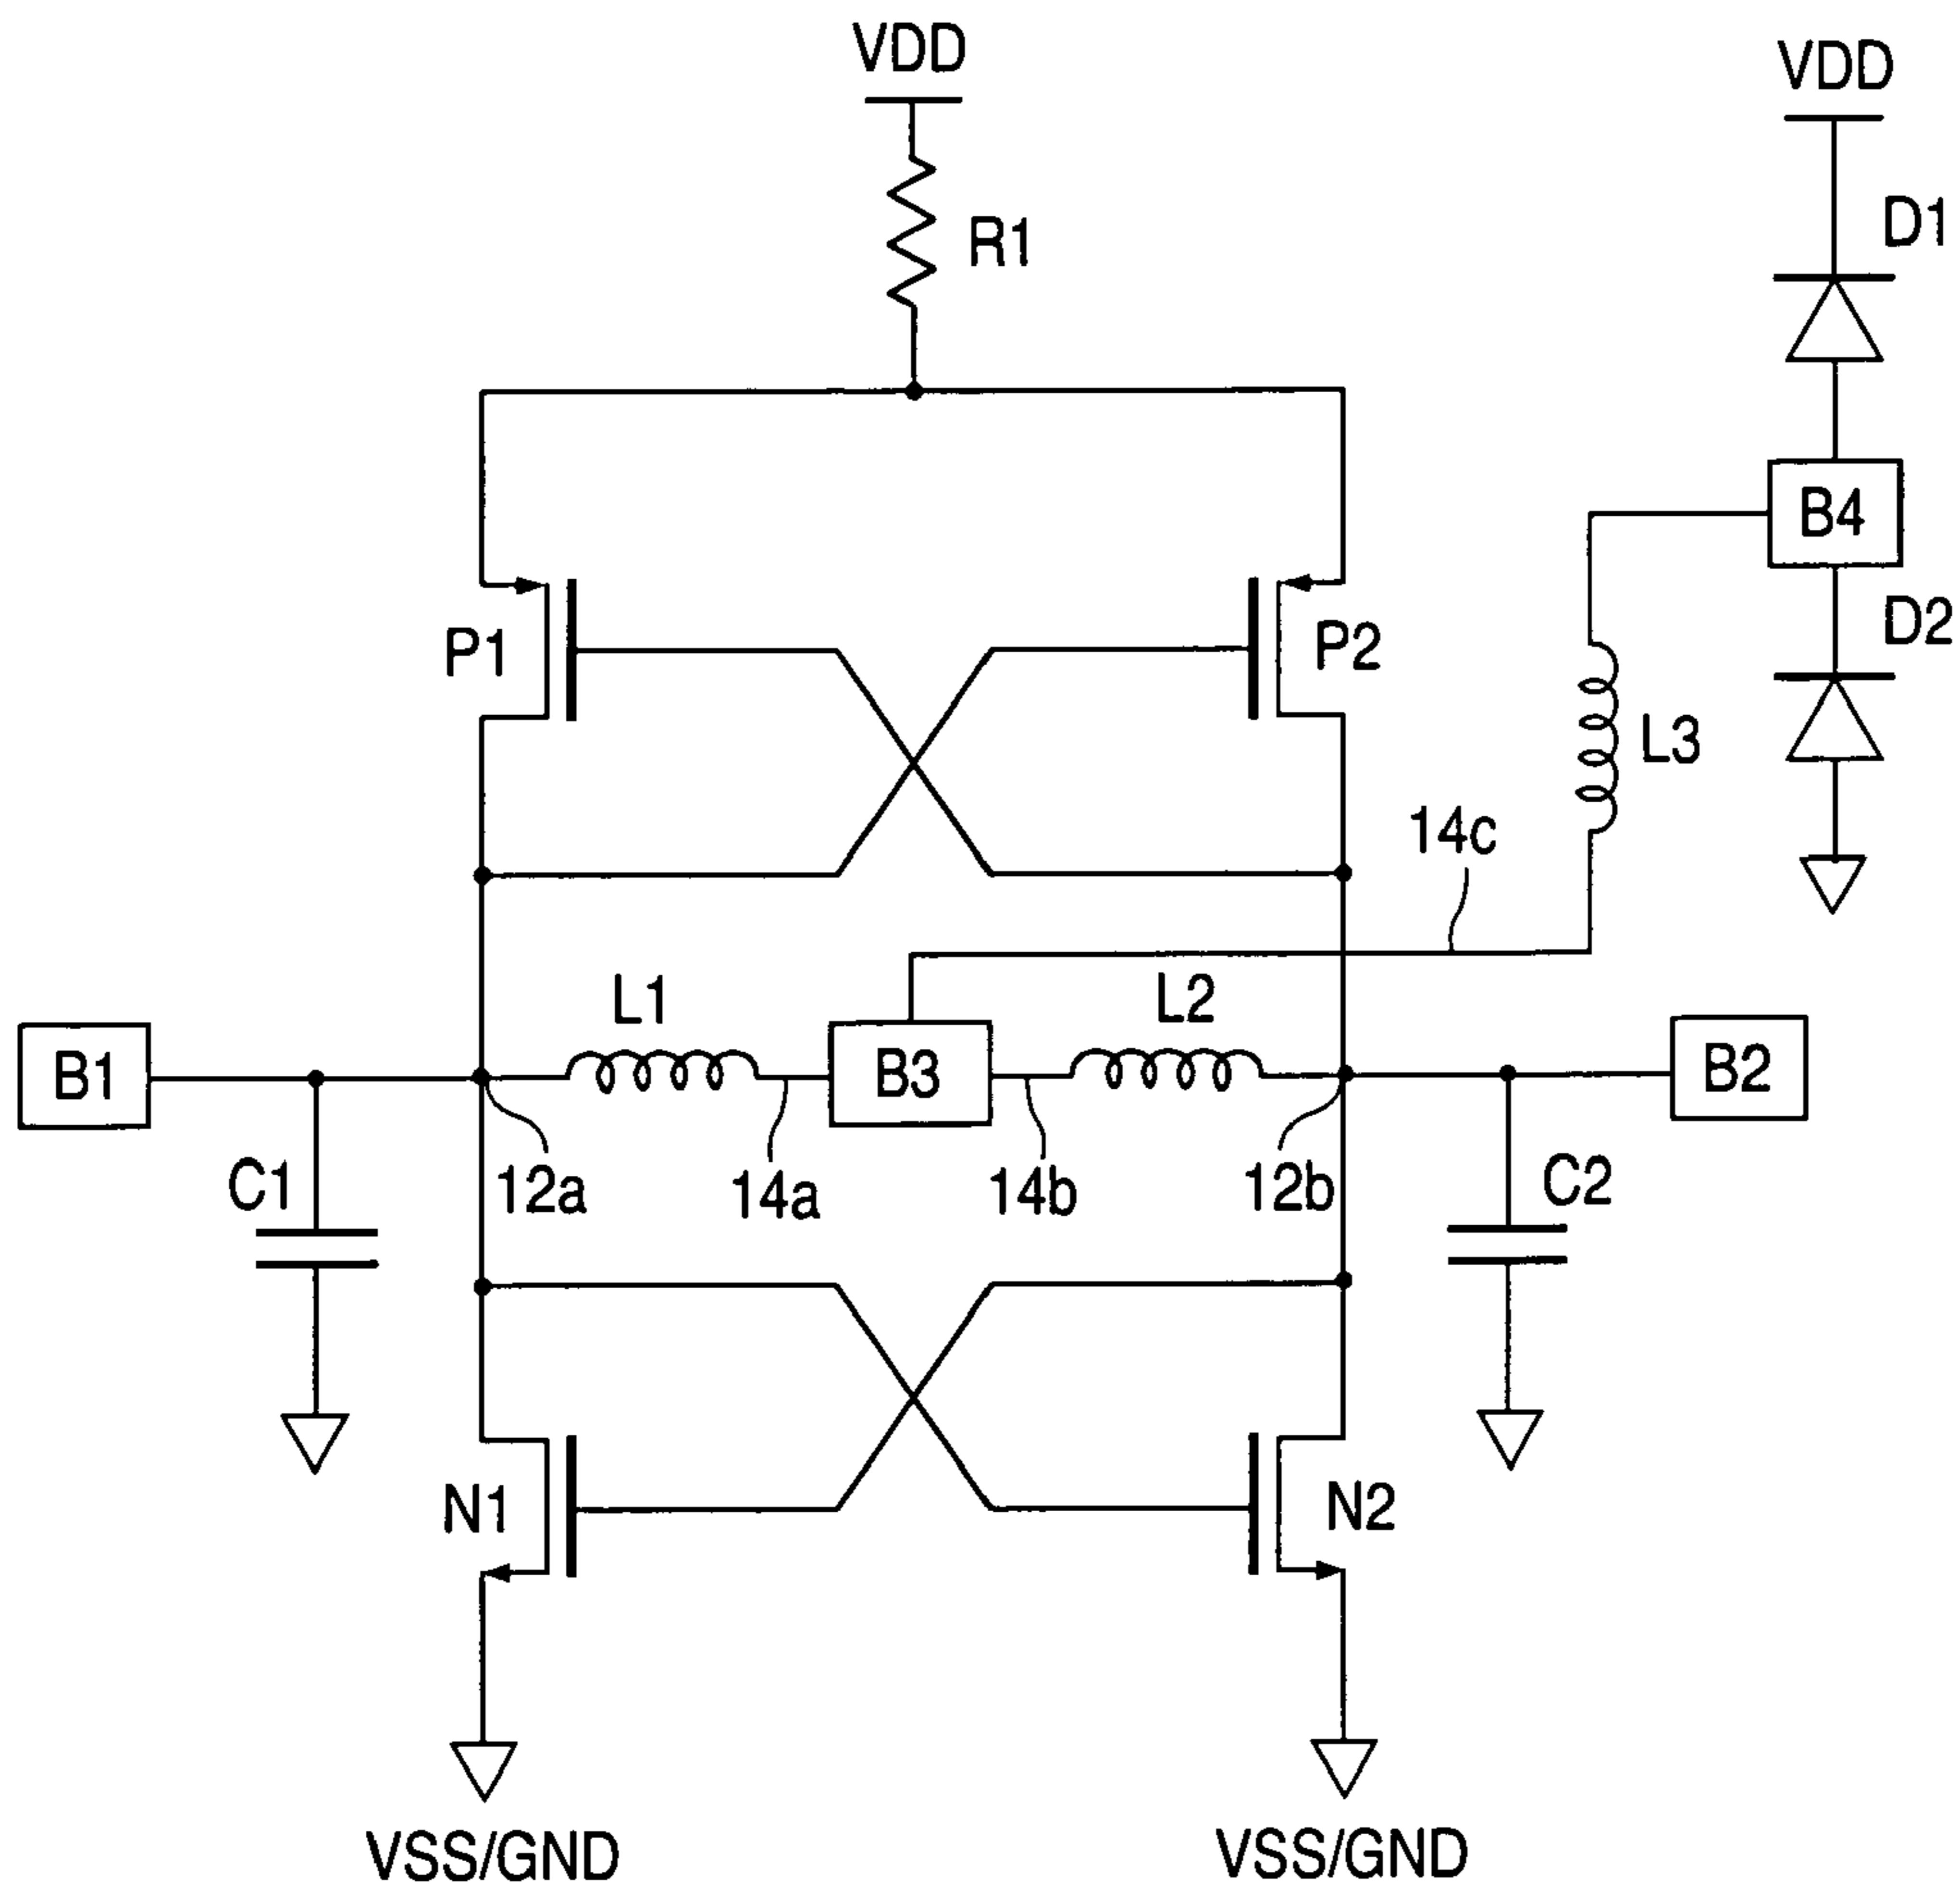 VDD
VDD
R1
D1
B4
D2
P1
P2
L3
14c
L1
L2
B1
B3
B2
C1
12a
14a
14b
12b
C2
N1
N2
VSS/GND
VSS/GND